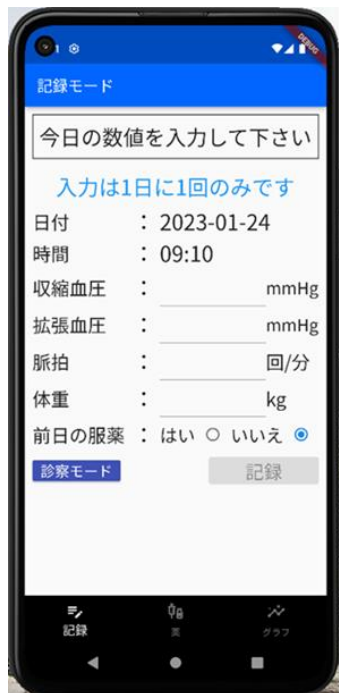 DEBUG
記録モード
今日の数値を入力して下さい
入力は1日に1回のみです
日付 : 2023-01-24
時間 : 09:10
収縮血圧 : mmHg
拡張血圧 : mmHg
脈拍 : 回/分
体重 : kg
前日の服薬 : はい いいえ
診察モード 記録
記録 薬 グラフ